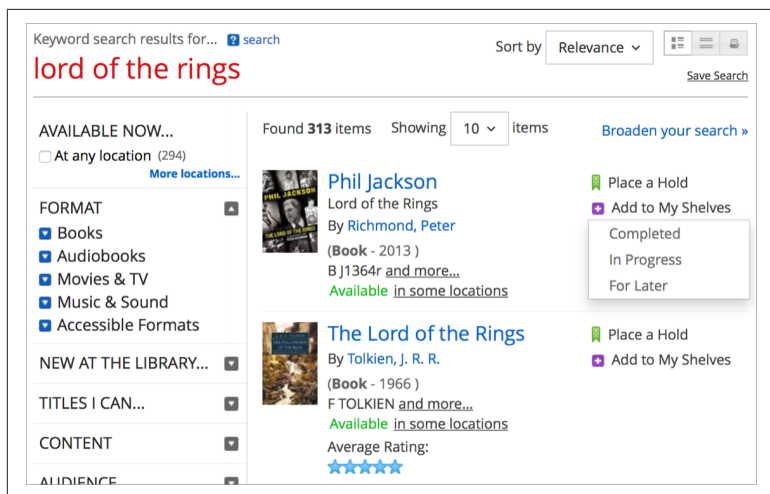 Keyword search results for... ? search
lord of the rings
Sort by Relevance
Save Search
AVAILABLE NOW...
At any location (294)
More locations...
FORMAT
Books
Audiobooks
Movies & TV
Music & Sound
Accessible Formats
NEW AT THE LIBRARY...
TITLES I CAN...
CONTENT
AUDIENCE
Found 313 items Showing 10 items
Broaden your search »
PHIL JACKSON
THE LORD OF THE RINGS
Phil Jackson
Lord of the Rings
By Richmond, Peter
(Book - 2013 )
B J1364r and more...
Available in some locations
Place a Hold
Add to My Shelves
Completed
In Progress
For Later
The Lord of the Rings
By Tolkien, J. R. R.
(Book - 1966 )
F TOLKIEN and more...
Available in some locations
Average Rating:
Place a Hold
Add to My Shelves